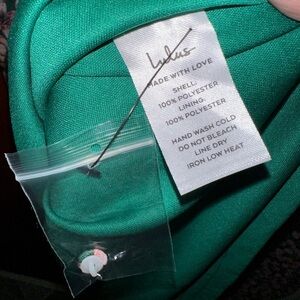 Lulus
MADE WITH LOVE
SHELL:
100% POLYESTER
LINING:
100% POLYESTER
HAND WASH COLD
DO NOT BLEACH
LINE DRY
IRON LOW HEAT